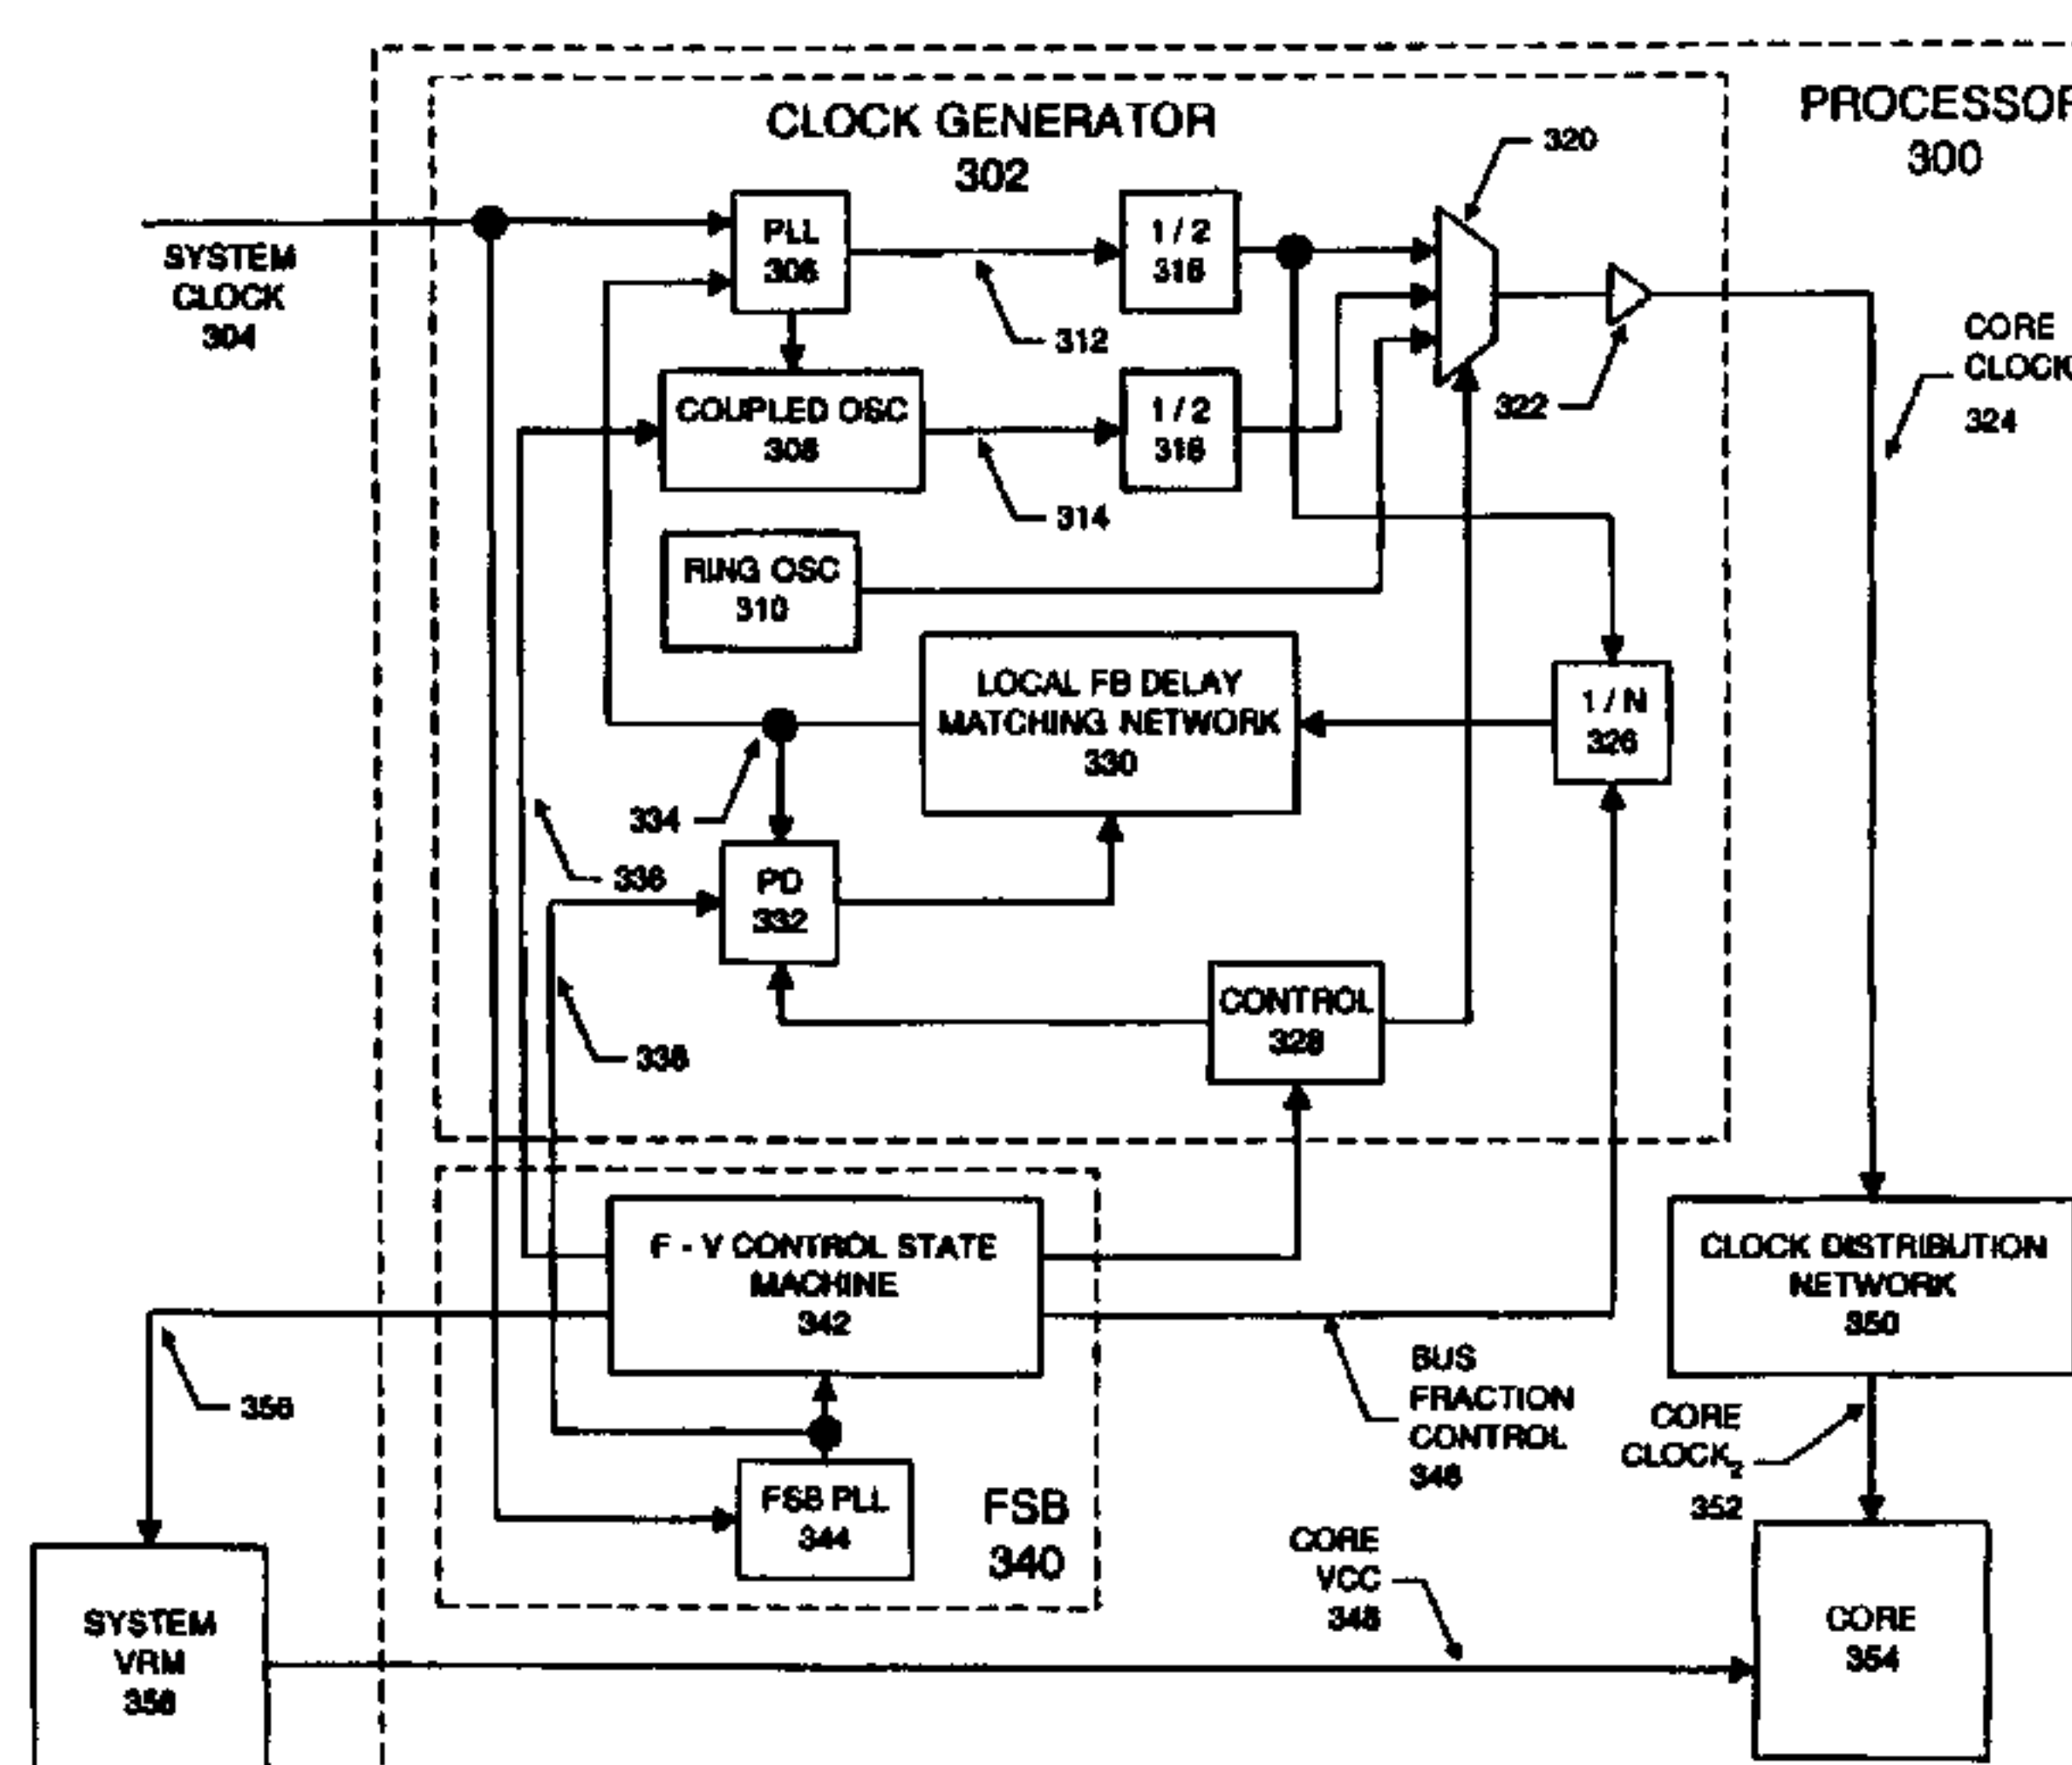 CLOCK GENERATOR
302
PROCESSOR
300
320
SYSTEM
CLOCK
304
PLL
306
1 / 2
316
312
CORE
CLOCK
324
322
COUPLED OSC
308
1 / 2
318
314
RING OSC
310
LOCAL FB DELAY
MATCHING NETWORK
330
1 / N
326
334
336
PD
332
338
CONTROL
328
F - V CONTROL STATE
MACHINE
342
CLOCK DISTRIBUTION
NETWORK
350
BUS
FRACTION
CONTROL
346
CORE
CLOCK2
352
FSB PLL
344
FSB
340
CORE
VCC
348
CORE
354
SYSTEM
VRM